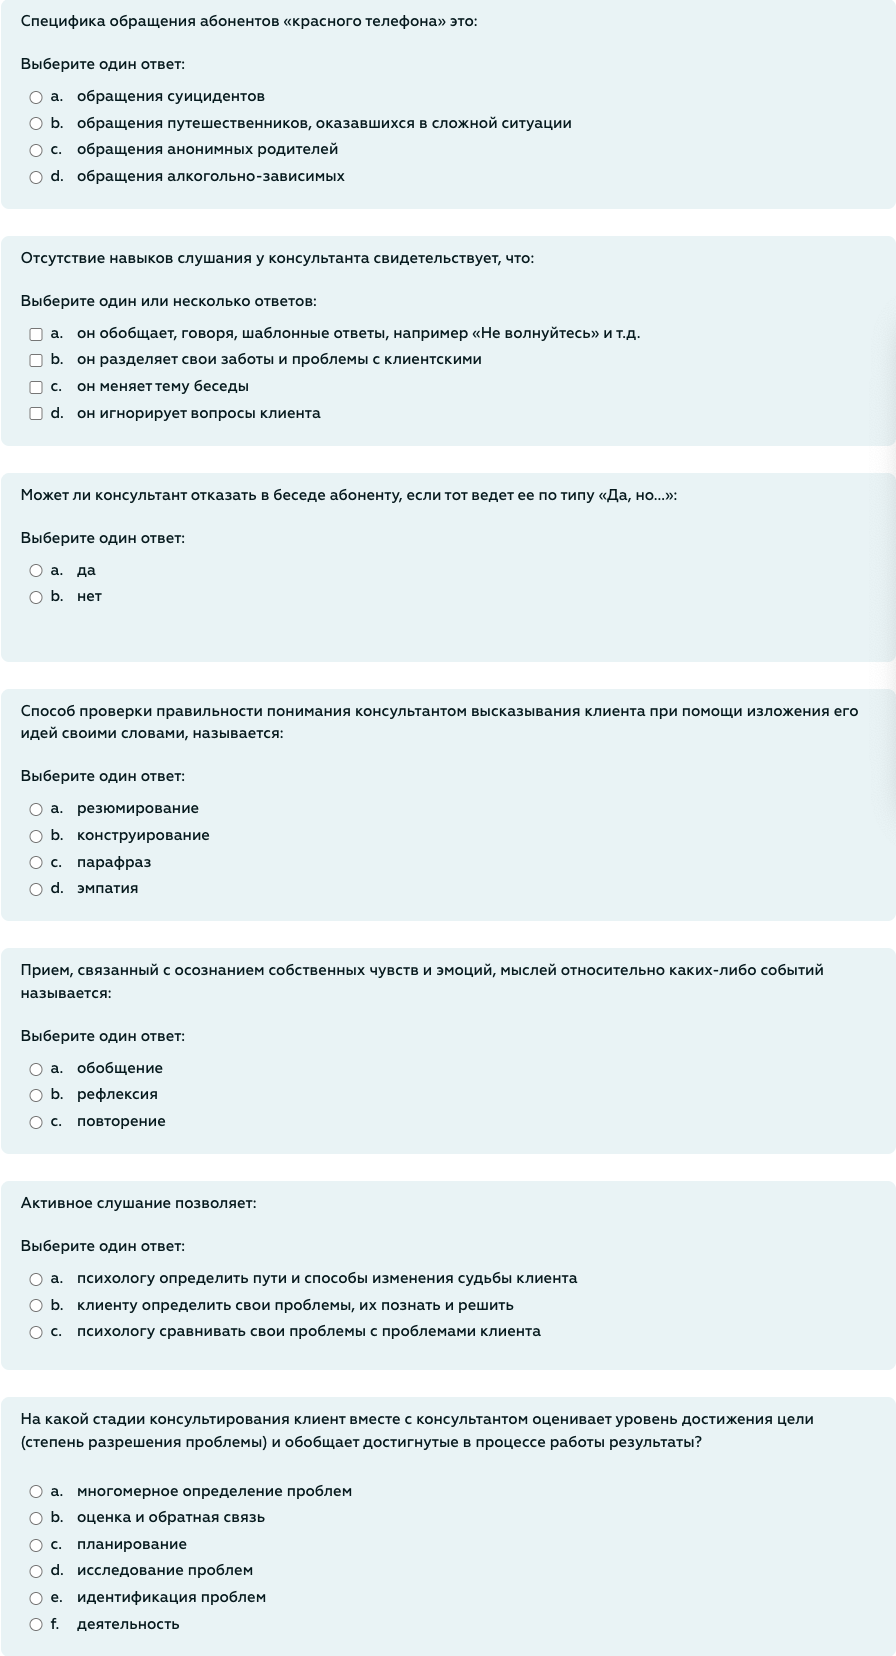 Специфика обращения абонентов «красного телефона» это:
Выберите один ответ:
a. обращения суицидентов
b. обращения путешественников, оказавшихся в сложной ситуации
c. обращения анонимных родителей
d. обращения алкогольно-зависимых
Отсутствие навыков слушания у консультанта свидетельствует, что:
Выберите один или несколько ответов:
a. он обобщает, говоря, шаблонные ответы, например «Не волнуйтесь» и т.д.
b. он разделяет свои заботы и проблемы с клиентскими
c. он меняет тему беседы
d. он игнорирует вопросы клиента
Может ли консультант отказать в беседе абоненту, если тот ведет ее по типу «Да, но...»:
Выберите один ответ:
a. да
b. нет
Способ проверки правильности понимания консультантом высказывания клиента при помощи изложения его
идей своими словами, называется:
Выберите один ответ:
a. резюмирование
b. конструирование
c. парафраз
d. эмпатия
Прием, связанный с осознанием собственных чувств и эмоций, мыслей относительно каких-либо событий
называется:
Выберите один ответ:
a. обобщение
b. рефлексия
c. повторение
Активное слушание позволяет:
Выберите один ответ:
a. психологу определить пути и способы изменения судьбы клиента
b. клиенту определить свои проблемы, их познать и решить
c. психологу сравнивать свои проблемы с проблемами клиента
На какой стадии консультирования клиент вместе с консультантом оценивает уровень достижения цели
(степень разрешения проблемы) и обобщает достигнутые в процессе работы результаты?
a. многомерное определение проблем
b. оценка и обратная связь
c. планирование
d. исследование проблем
e. идентификация проблем
f. деятельность